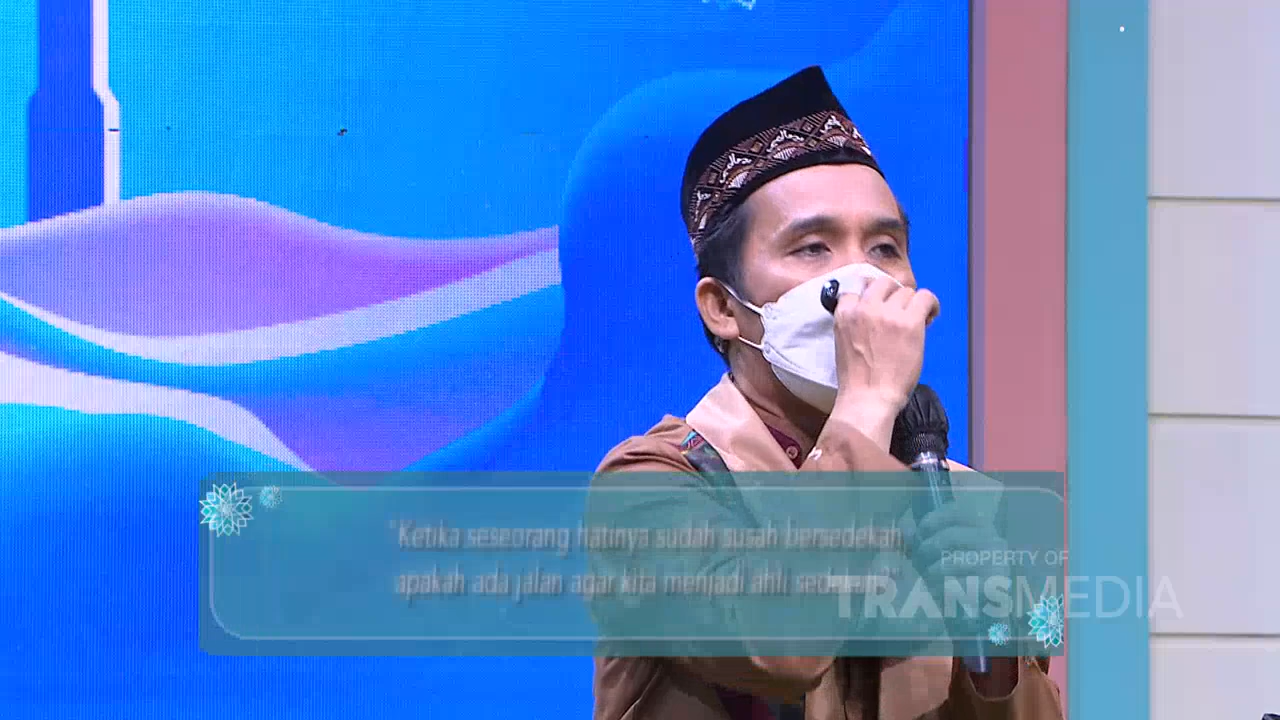 "Ketika seseorang hatinya sudah susah bersedekah,
apakah ada jalan agar kita menjadi ahli
PROPERTY OF
TRANSMEDIA